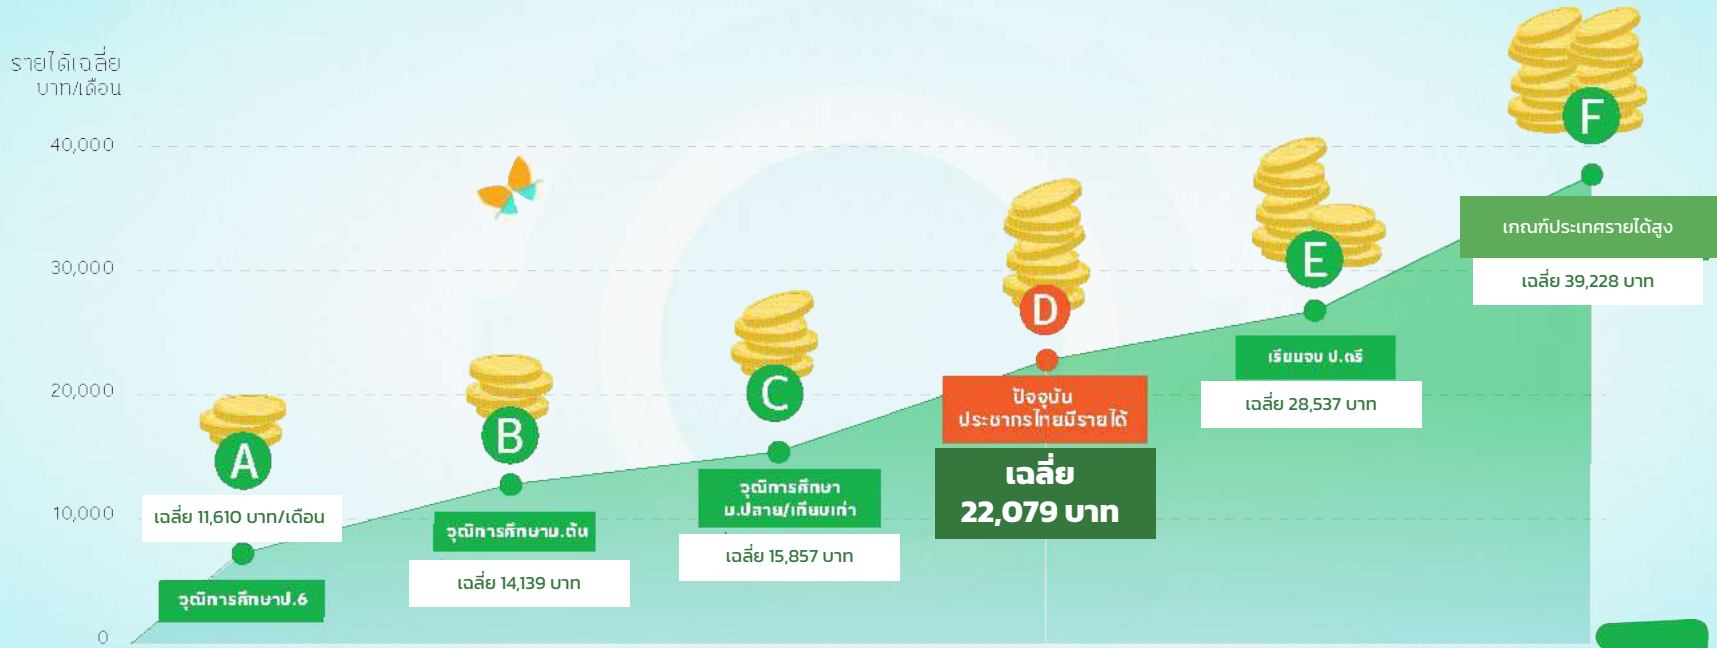 รายได้เฉลี่ย
บาท/เดือน
40,000
30,000
20,000
10,000
0
A
เฉลี่ย 11,610 บาท/เดือน
วุฒิการศึกษาป.6
B
วุฒิการศึกษาม.ต้น
เฉลี่ย 14,139 บาท
C
วุฒิการศึกษา
ม.ปลาย/เทียบเท่า
เฉลี่ย 15,857 บาท
D
ปัจจุบัน
ประชากรไทยมีรายได้
เฉลี่ย
22,079 บาท
E
เรียนจบ ป.ตรี
เฉลี่ย 28,537 บาท
F
เกณฑ์ประเทศรายได้สูง
เฉลี่ย 39,228 บาท